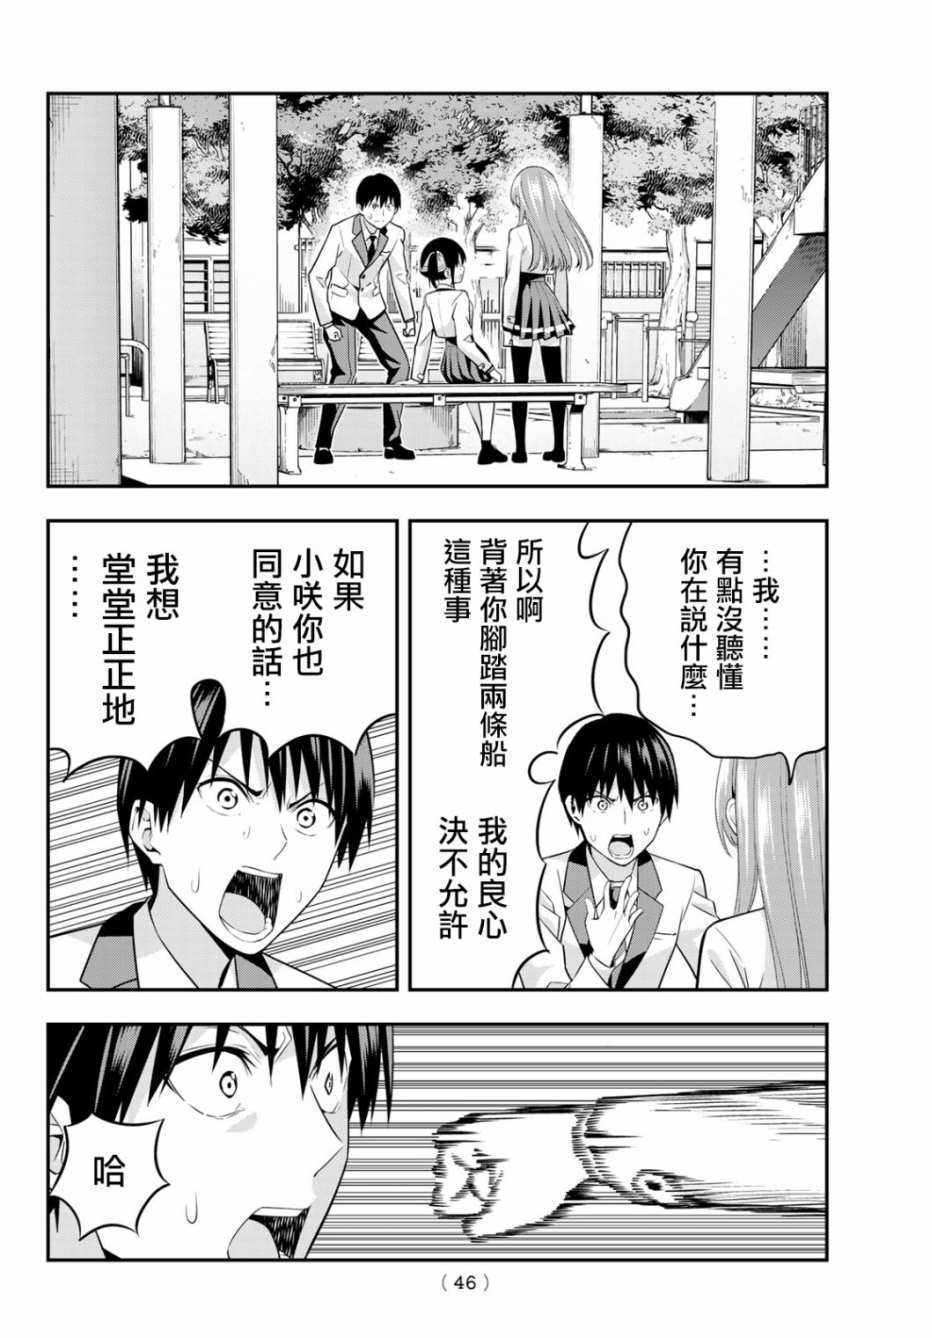 …我……
有點沒聽懂
你在説什麼…
所以啊
背著你腳踏兩條船
這種事
我的良心
決不允許
如果
小咲你也
同意的話…
我想
堂堂正正地
……
哈
（46）